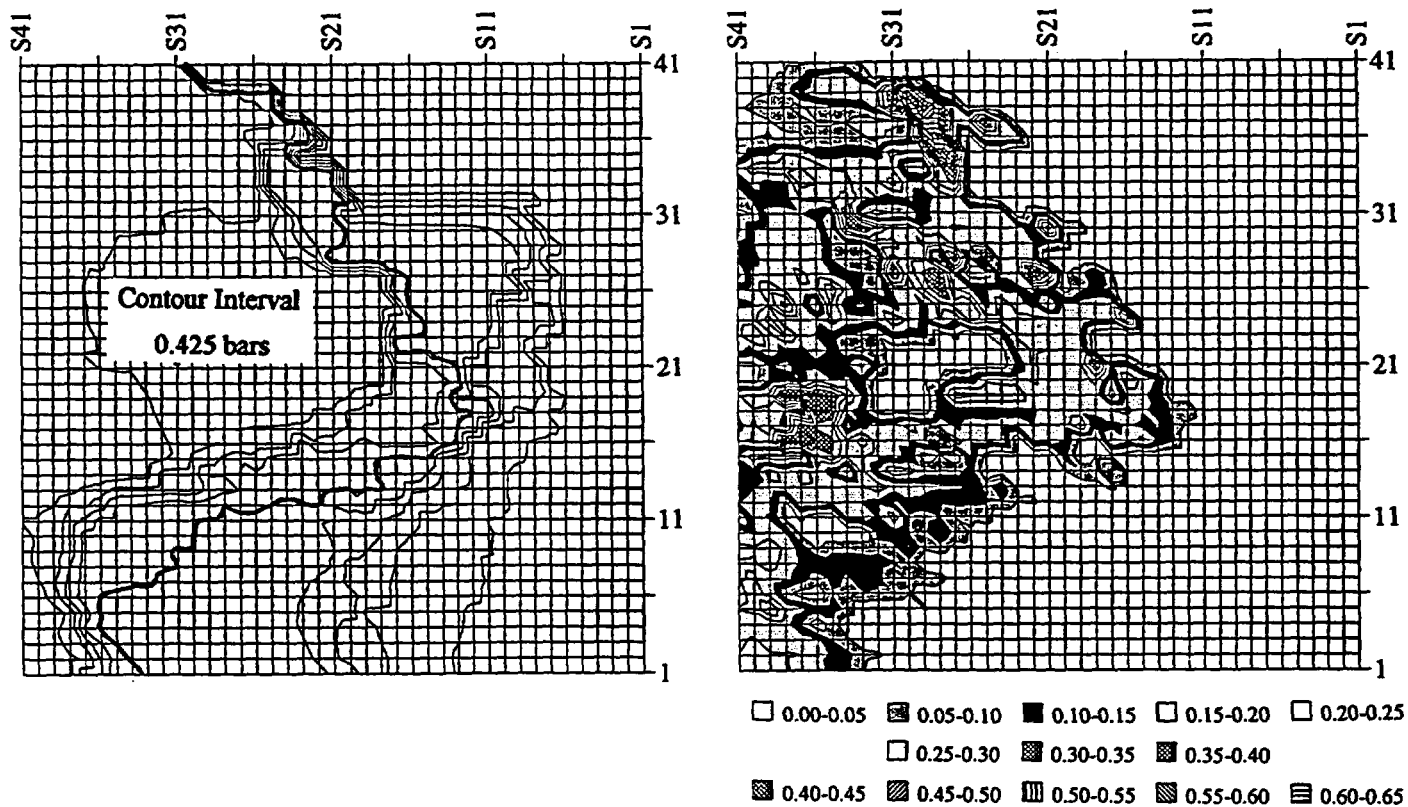 S41 S31 S21 S11 S1
41
31
21
11
1
Contour Interval
0.425 bars
S41 S31 S21 S11 S1
41
31
21
11
1
0.00-0.05 0.05-0.10 0.10-0.15 0.15-0.20 0.20-0.25
0.25-0.30 0.30-0.35 0.35-0.40
0.40-0.45 0.45-0.50 0.50-0.55 0.55-0.60 0.60-0.65